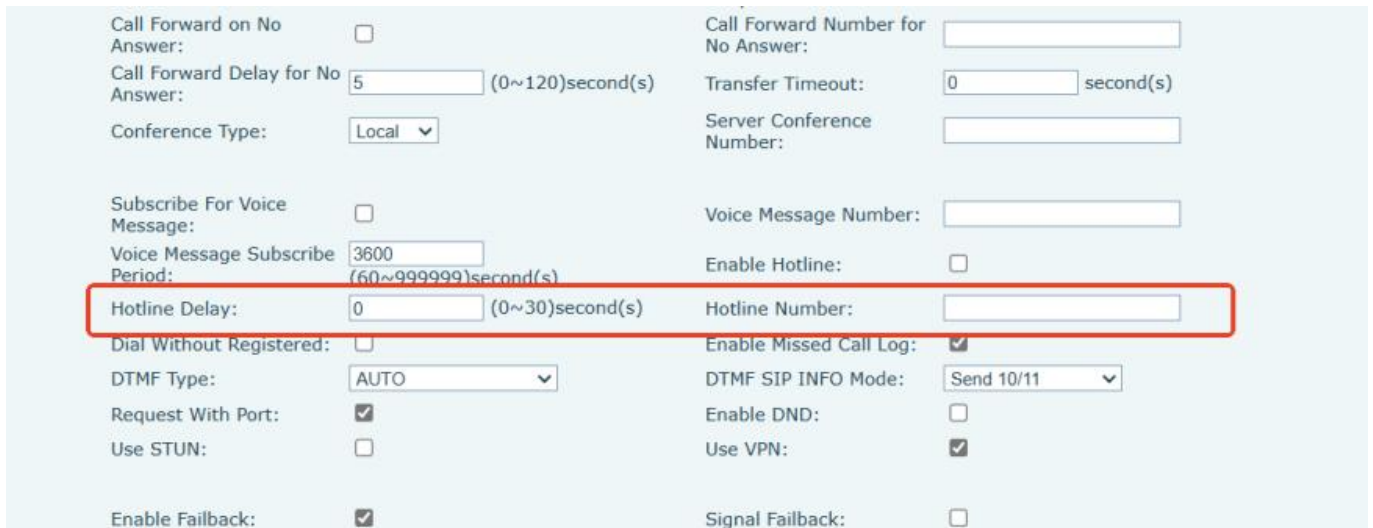 Call Forward on No Answer: Call Forward Number for No Answer:
Call Forward Delay for No Answer: 5 (0~120)second(s) Transfer Timeout: 0 second(s)
Conference Type: Local Server Conference Number:
Subscribe For Voice Message: Voice Message Number:
Voice Message Subscribe Period: 3600 (60~999999)second(s) Enable Hotline:
Hotline Delay: 0 (0~30)second(s) Hotline Number:
Dial Without Registered: Enable Missed Call Log:
DTMF Type: AUTO DTMF SIP INFO Mode: Send 10/11
Request With Port: Enable DND:
Use STUN: Use VPN:
Enable Failback: Signal Failback: